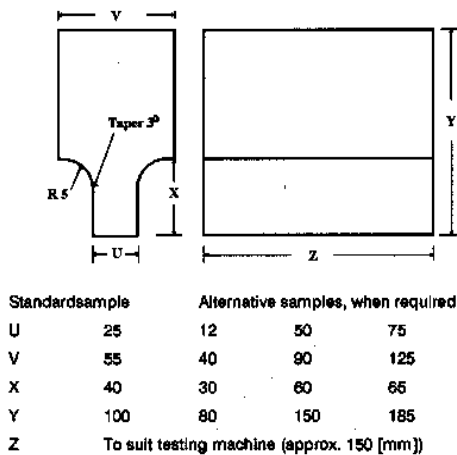 V
Taper 3⁰
Y
R 5
X
U
Z
Standardsample Alternative samples, when required
U 25 12 50 75
V 55 40 90 125
X 40 30 60 65
Y 100 80 150 185
Z To suit testing machine (approx. 150 [mm])